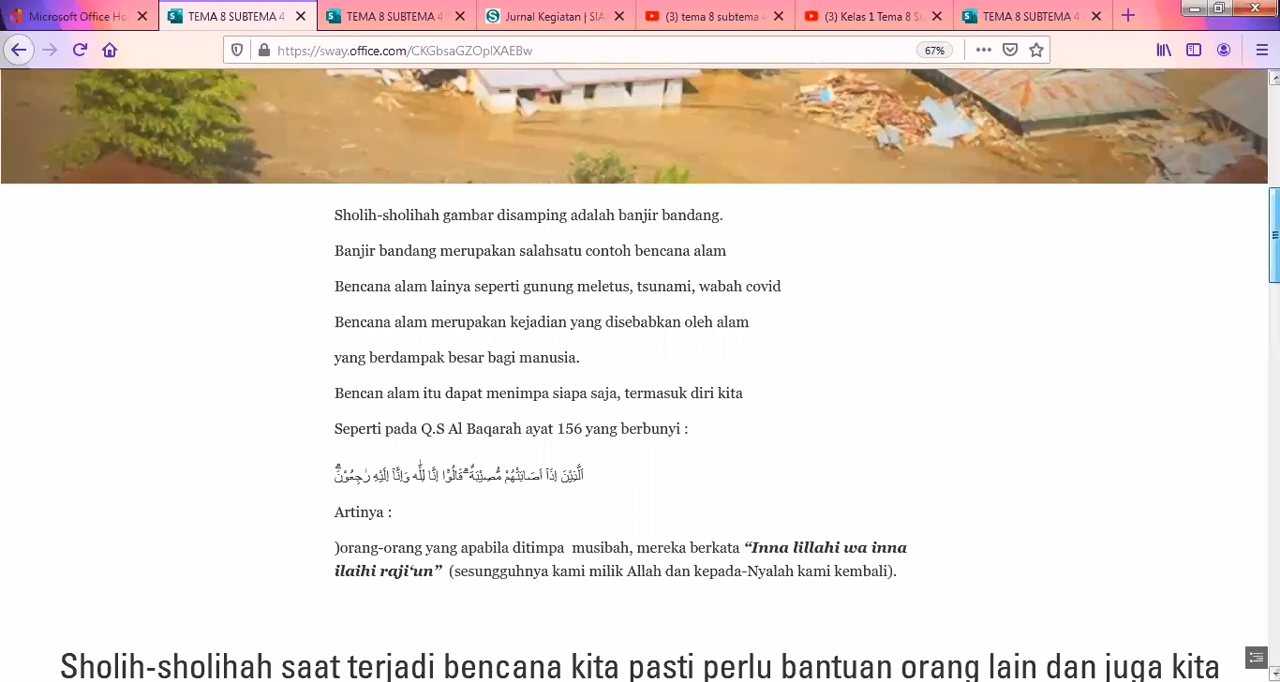 Microsoft Office Ho
TEMA 8 SUBTEMA 4
TEMA 8 SUBTEMA 4
Jurnal Kegiatan | SIA
(3) tema 8 subtema 4
(3) Kelas 1 Tema 8 Su
TEMA 8 SUBTEMA 4
https://sway.office.com/CKGbsaGZOplXAEBw
67%
Sholih-sholihah gambar disamping adalah banjir bandang.
Banjir bandang merupakan salahsatu contoh bencana alam
Bencana alam lainya seperti gunung meletus, tsunami, wabah covid
Bencana alam merupakan kejadian yang disebabkan oleh alam
yang berdampak besar bagi manusia.
Bencan alam itu dapat menimpa siapa saja, termasuk diri kita
Seperti pada Q.S Al Baqarah ayat 156 yang berbunyi :
الَّذِيْنَ اِذَآ اَصَابَتْهُمْ مُّصِيْبَةٌۗ قَالُوْٓا اِنَّا لِلّٰهِ وَاِنَّآ اِلَيْهِ رٰجِعُوْنَۗ
Artinya :
)orang-orang yang apabila ditimpa musibah, mereka berkata “Inna lillahi wa inna
ilaihi raji‘un” (sesungguhnya kami milik Allah dan kepada-Nyalah kami kembali).
Sholih-sholihah saat terjadi bencana kita pasti perlu bantuan orang lain dan juga kita